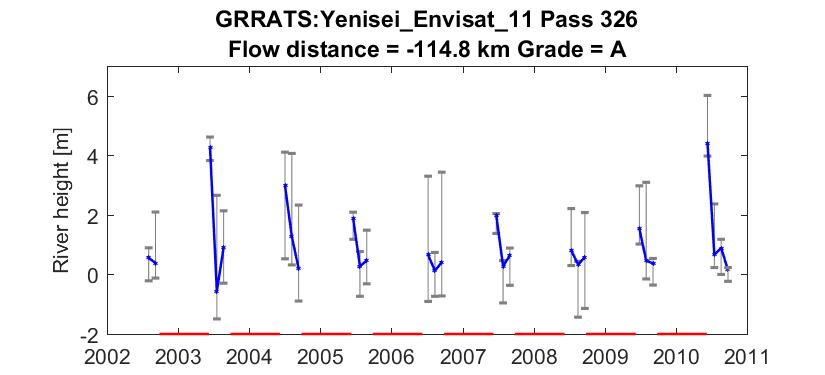 GRRATS:Yenisei_Envisat_11 Pass 326
Flow distance = -114.8 km Grade = A
River height [m]
6
4
2
0
-2
2002 2003 2004 2005 2006 2007 2008 2009 2010 2011